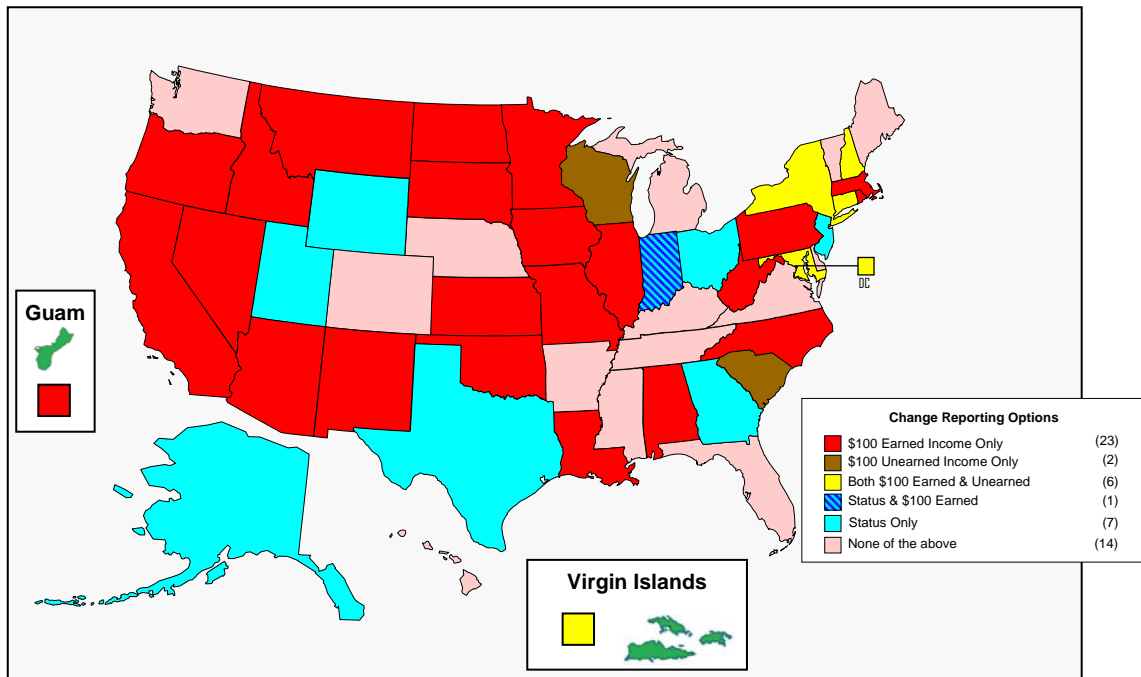 DC
Guam
Change Reporting Options
$100 Earned Income Only (23)
$100 Unearned Income Only (2)
Both $100 Earned & Unearned (6)
Status & $100 Earned (1)
Status Only (7)
None of the above (14)
Virgin Islands